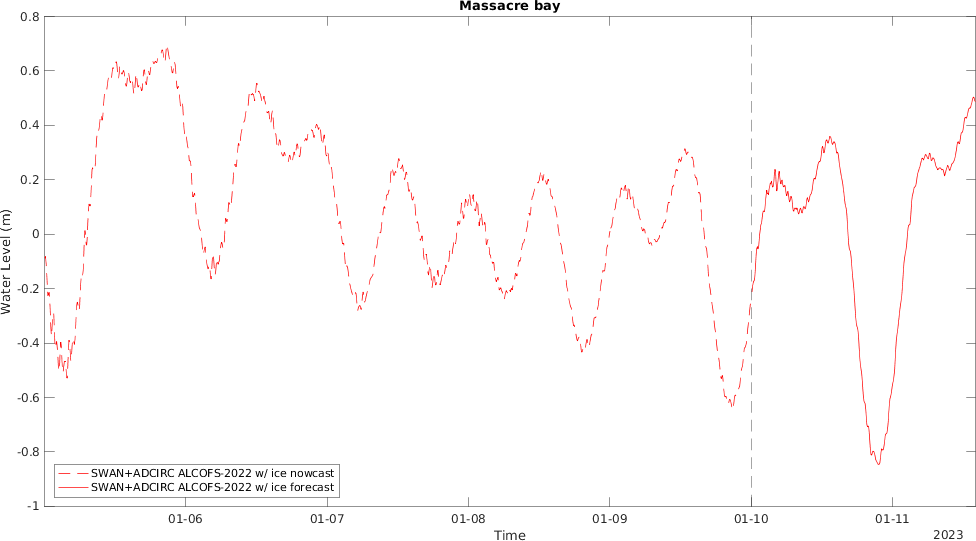 Massacre bay
0.8
0.6
0.4
0.2
0
-0.2
-0.4
-0.6
-0.8
-1
Water Level (m)
SWAN+ADCIRC ALCOFS-2022 w/ ice nowcast
SWAN+ADCIRC ALCOFS-2022 w/ ice forecast
01-06 01-07 01-08 01-09 01-10 01-11
Time
2023